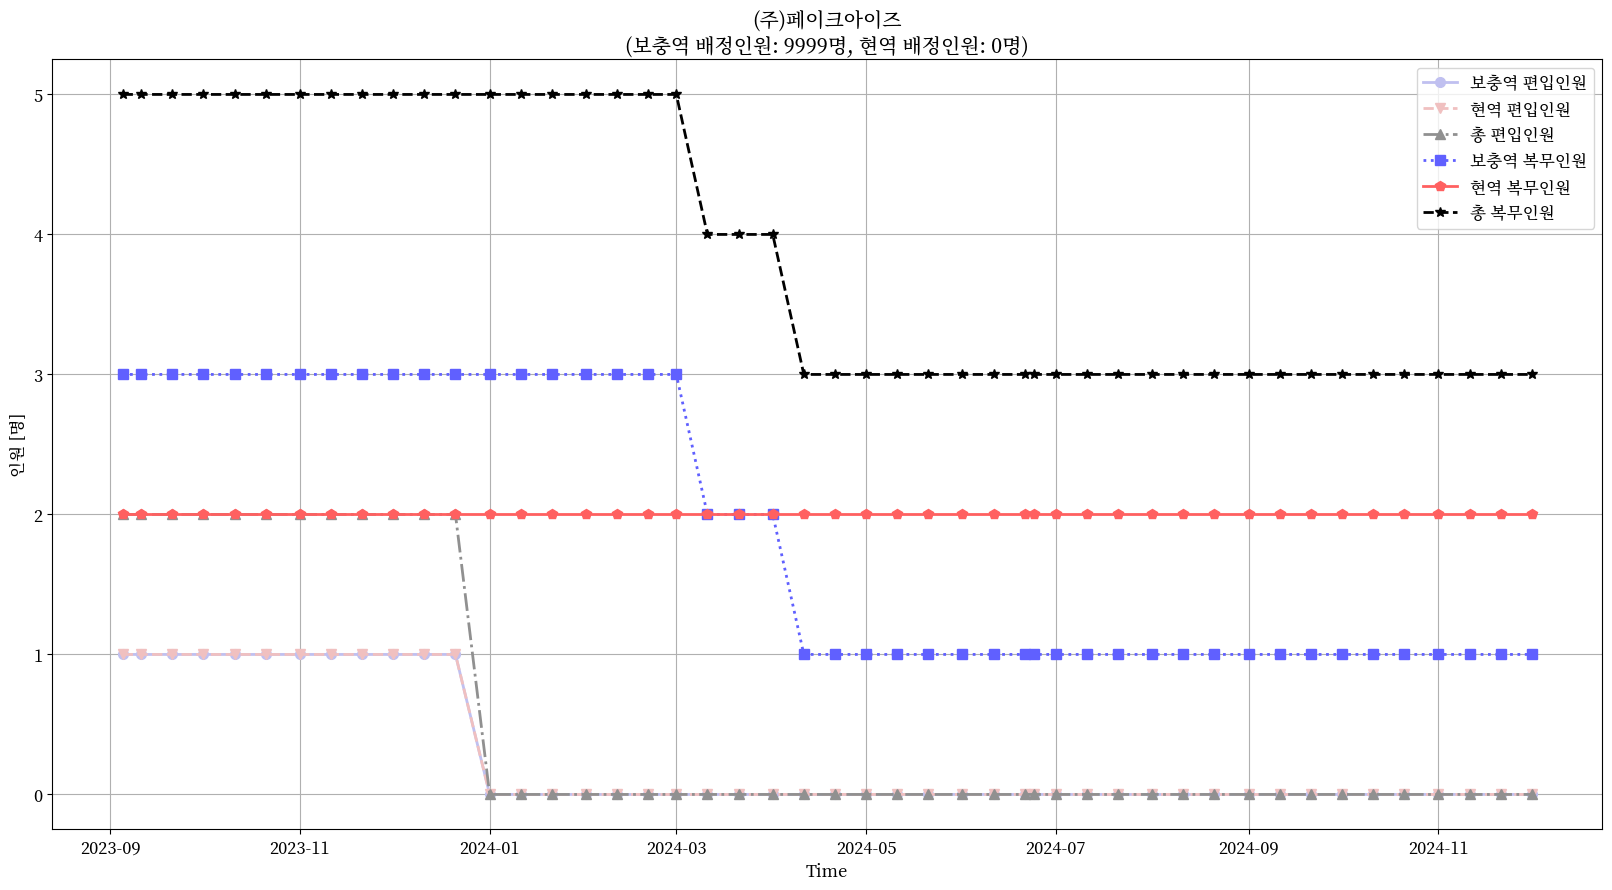 (주)페이크아이즈
(보충역 배정인원: 9999명, 현역 배정인원: 0명)
보충역 편입인원
현역 편입인원
총 편입인원
보충역 복무인원
현역 복무인원
총 복무인원
인원 [명]
5
4
3
2
1
0
2023-09
2023-11
2024-01
2024-03
2024-05
2024-07
2024-09
2024-11
Time